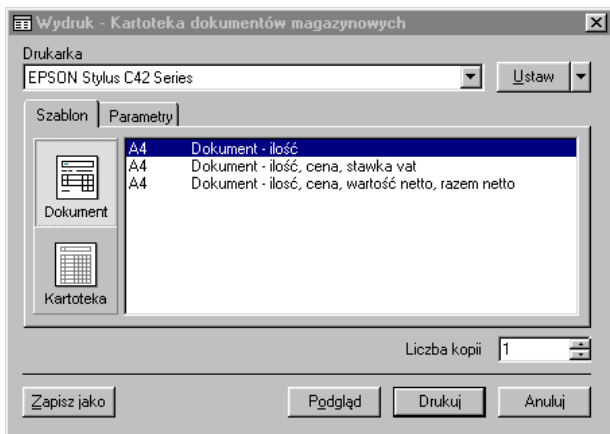 Wydruk - Kartoteka dokumentów magazynowych
Drukarka
EPSON Stylus C42 Series
Ustaw
Szablon
Parametry
A4 Dokument - ilość
A4 Dokument - ilość, cena, stawka vat
A4 Dokument - ilosć, cena, wartość netto, razem netto
Dokument
Kartoteka
Liczba kopii 1
Zapisz jako
Podgląd
Drukuj
Anuluj